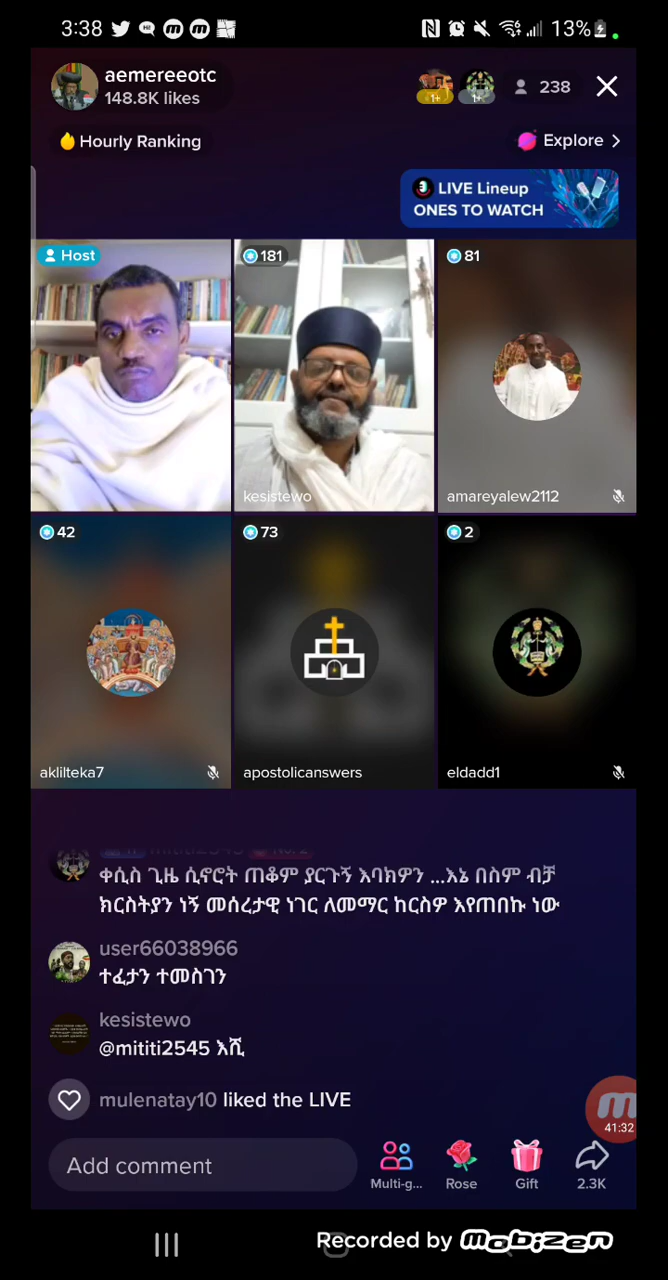 3:38
13%
aemereeotc
148.8K likes
1+
1+
238
Hourly Ranking
Explore
LIVE Lineup
ONES TO WATCH
Host
181
81
kesistewo
amareyalew2112
42
73
2
aklilteka7
apostolicanswers
eldadd1
ቀሲስ ጊዜ ሲኖሮት ጠቆም ያርጉኝ እባክዎን ...እኔ በስም ብቻ
ክርስትያን ነኝ መሰረታዊ ነገር ለመማር ከርስዎ እየጠበኩ ነው
user66038966
ተፈታን ተመስገን
kesistewo
@mititi2545 እሺ
mulenatay10 liked the LIVE
41:32
Add comment
Multi-g...
Rose
Gift
2.3K
Recorded by mobizen